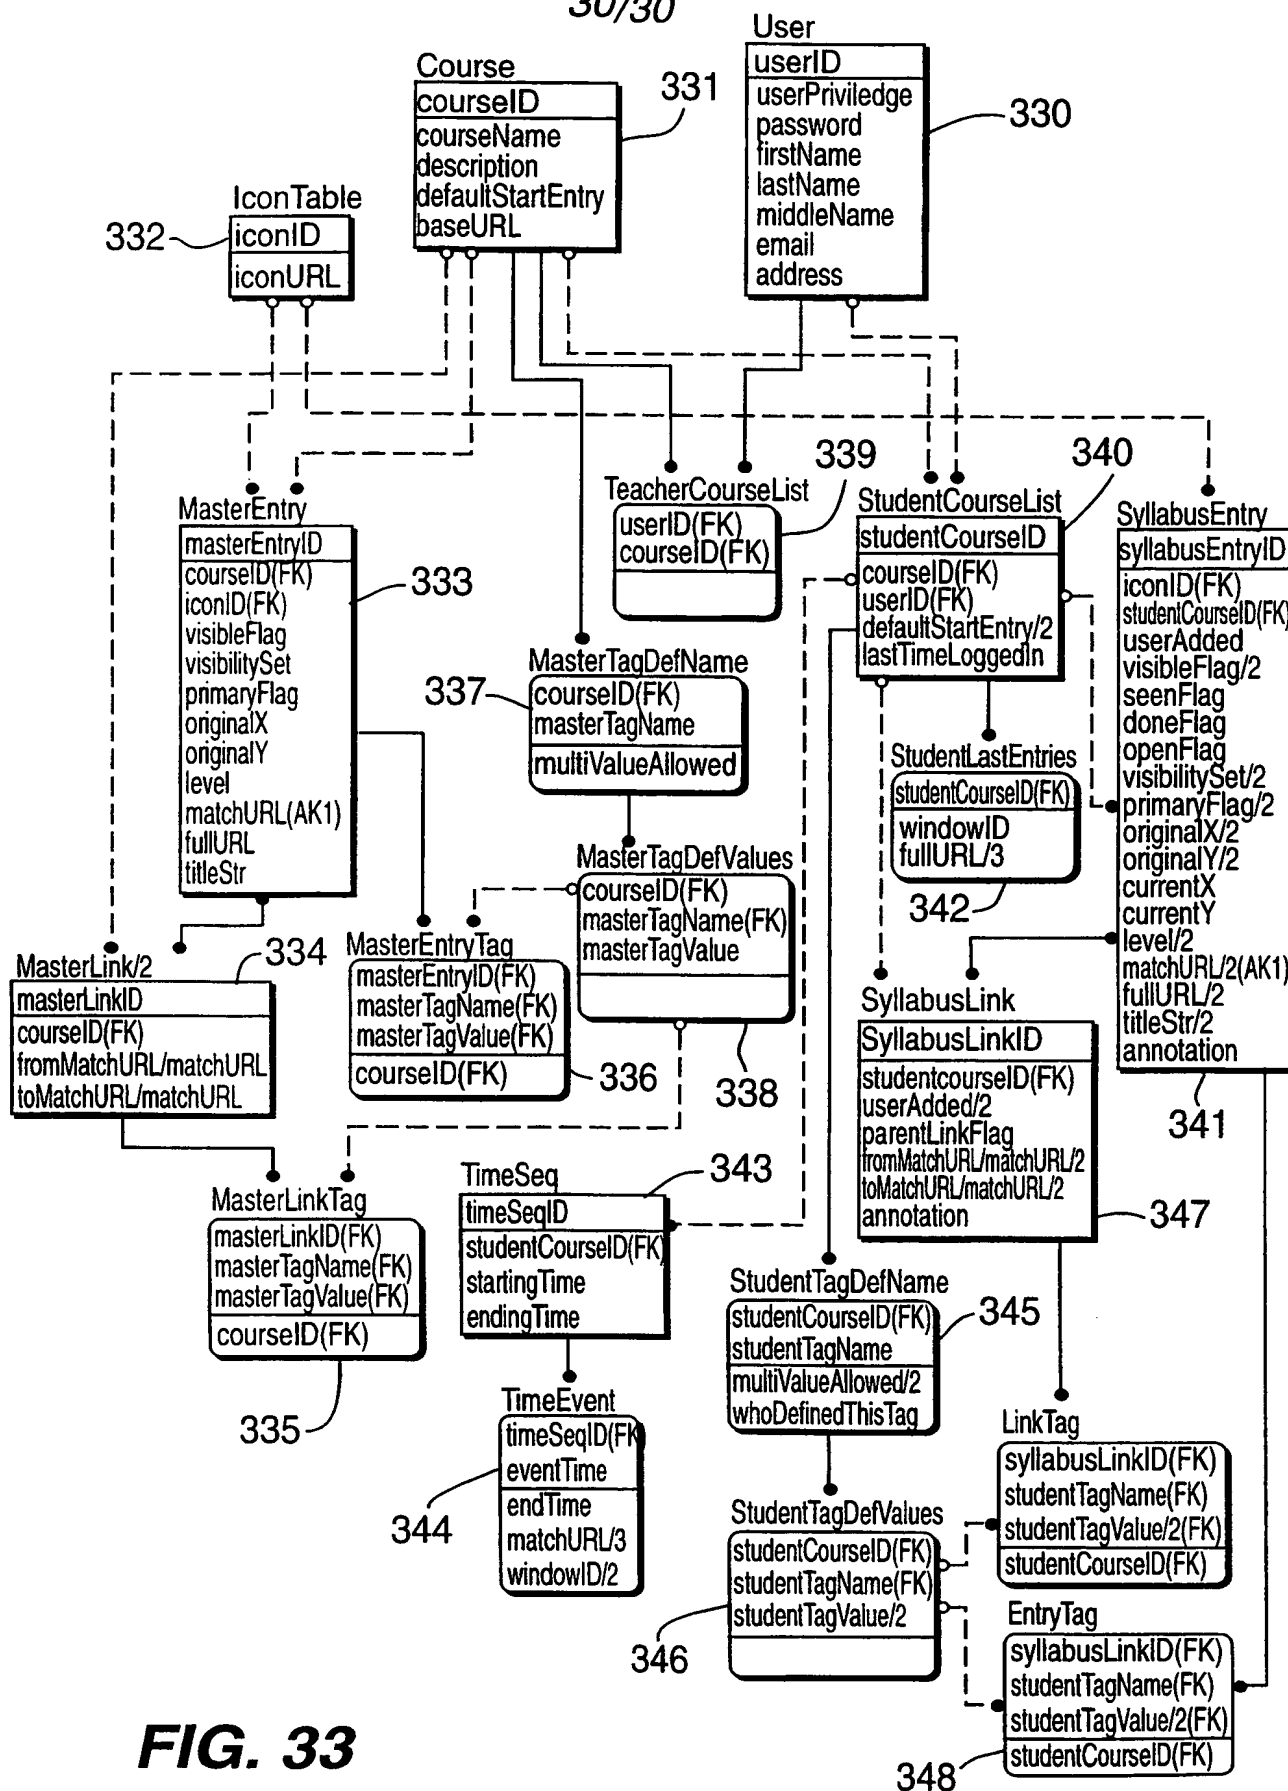 30/30
User
userID
userPriviledge
password
firstName
lastName
middleName
email
address
330
Course
courseID
courseName
description
defaultStartEntry
baseURL
331
IconTable
iconID
iconURL
332
MasterEntry
masterEntryID
courseID(FK)
iconID(FK)
visibleFlag
visibilitySet
primaryFlag
originalX
originalY
level
matchURL(AK1)
fullURL
titleStr
333
TeacherCourseList
userID(FK)
courseID(FK)
339
StudentCourseList
studentCourseID
courseID(FK)
userID(FK)
defaultStartEntry/2
lastTimeLoggedIn
340
SyllabusEntry
syllabusEntryID
iconID(FK)
studentCourseID(FK)
userAdded
visibleFlag/2
seenFlag
doneFlag
openFlag
visibilitySet/2
primaryFlag/2
originalX/2
originalY/2
currentX
currentY
level/2
matchURL/2(AK1)
fullURL/2
titleStr/2
annotation
341
MasterTagDefName
courseID(FK)
masterTagName
multiValueAllowed
337
StudentLastEntries
studentCourseID(FK)
windowID
fullURL/3
342
MasterTagDefValues
courseID(FK)
masterTagName(FK)
masterTagValue
338
MasterLink/2
masterLinkID
courseID(FK)
fromMatchURL/matchURL
toMatchURL/matchURL
334
MasterEntryTag
masterEntryID(FK)
masterTagName(FK)
masterTagValue(FK)
courseID(FK)
336
SyllabusLink
SyllabusLinkID
studentcourseID(FK)
userAdded/2
parentLinkFlag
fromMatchURL/matchURL/2
toMatchURL/matchURL/2
annotation
347
MasterLinkTag
masterLinkID(FK)
masterTagName(FK)
masterTagValue(FK)
courseID(FK)
335
TimeSeq
timeSeqID
studentCourseID(FK)
startingTime
endingTime
343
TimeEvent
timeSeqID(FK)
eventTime
endTime
matchURL/3
windowID/2
344
StudentTagDefName
studentCourseID(FK)
studentTagName
multiValueAllowed/2
whoDefinedThisTag
345
StudentTagDefValues
studentCourseID(FK)
studentTagName(FK)
studentTagValue/2
346
LinkTag
syllabusLinkID(FK)
studentTagName(FK)
studentTagValue/2(FK)
studentCourseID(FK)
EntryTag
syllabusLinkID(FK)
studentTagName(FK)
studentTagValue/2(FK)
studentCourseID(FK)
348
FIG. 33